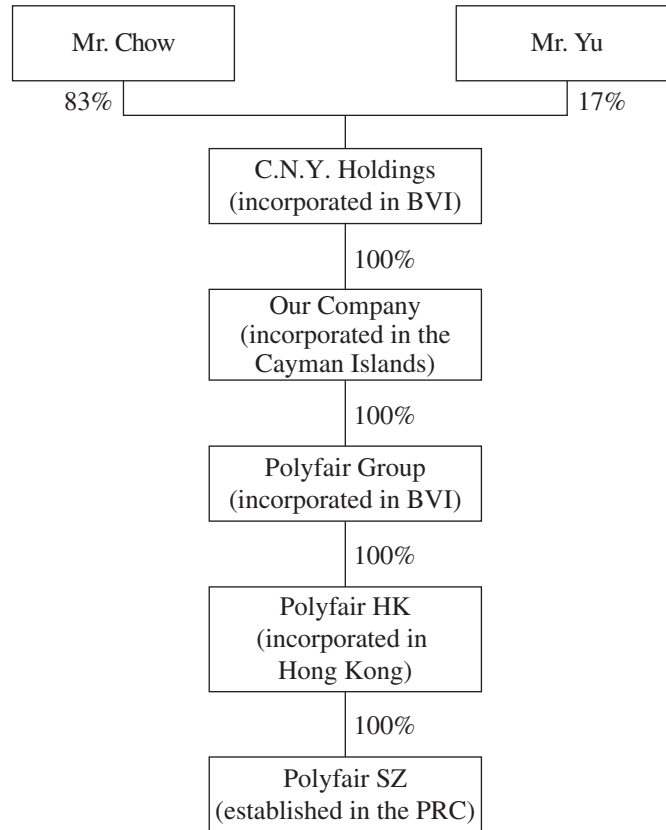 Mr. Chow
Mr. Yu
83%
17%
C.N.Y. Holdings
(incorporated in BVI)
100%
Our Company
(incorporated in the
Cayman Islands)
100%
Polyfair Group
(incorporated in BVI)
100%
Polyfair HK
(incorporated in
Hong Kong)
100%
Polyfair SZ
(established in the PRC)